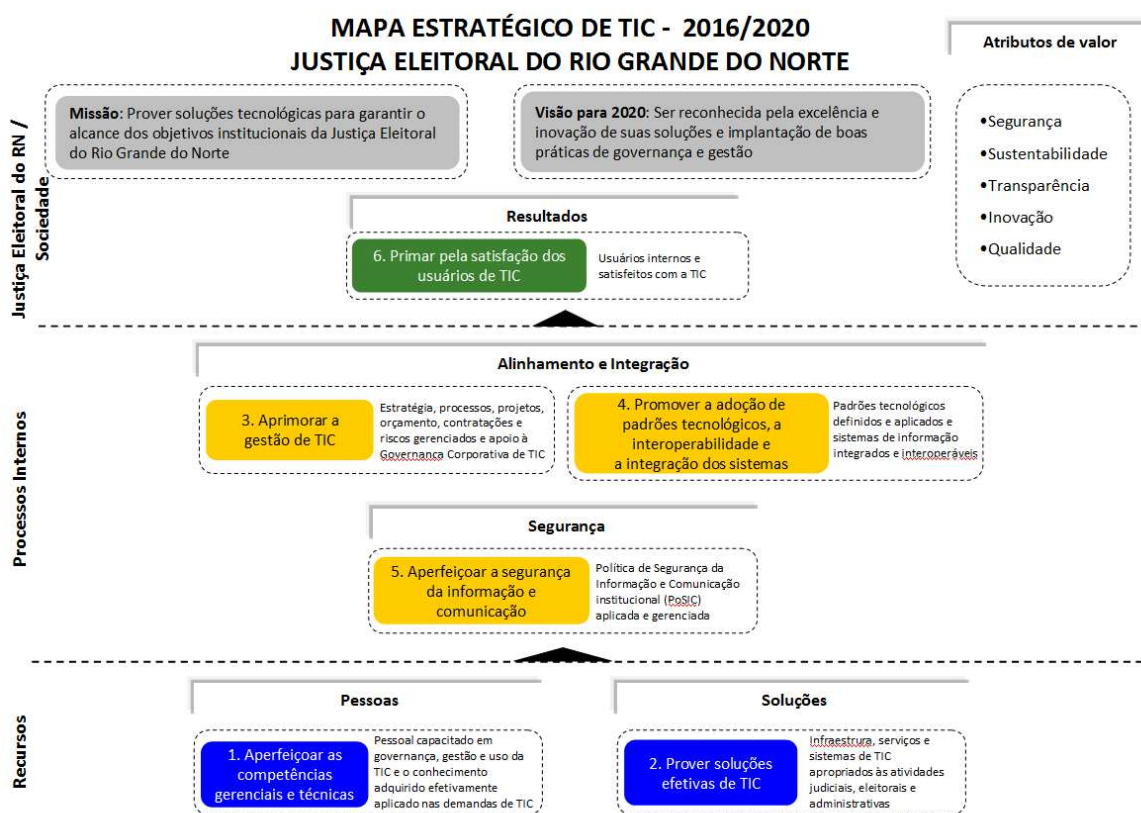 MAPA ESTRATÉGICO DE TIC - 2016/2020
JUSTIÇA ELEITORAL DO RIO GRANDE DO NORTE
Atributos de valor
•Segurança
•Sustentabilidade
•Transparência
•Inovação
•Qualidade
Justiça Eleitoral do RN /
Sociedade
Missão: Prover soluções tecnológicas para garantir o
alcance dos objetivos institucionais da Justiça Eleitoral
do Rio Grande do Norte
Visão para 2020: Ser reconhecida pela excelência e
inovação de suas soluções e implantação de boas
práticas de governança e gestão
Resultados
6. Primar pela satisfação dos
usuários de TIC
Usuários internos e
satisfeitos com a TIC
Processos Internos
Alinhamento e Integração
3. Aprimorar a
gestão de TIC
Estratégia, processos, projetos,
orçamento, contratações e
riscos gerenciados e apoio à
Governança Corporativa de TIC
4. Promover a adoção de
padrões tecnológicos, a
interoperabilidade e
a integração dos sistemas
Padrões tecnológicos
definidos e aplicados e
sistemas de informação
integrados e interoperáveis
Segurança
5. Aperfeiçoar a segurança
da informação e
comunicação
Política de Segurança da
Informação e Comunicação
institucional (PoSIC)
aplicada e gerenciada
Recursos
Pessoas
1. Aperfeiçoar as
competências
gerenciais e técnicas
Pessoal capacitado em
governança, gestão e uso da
TIC e o conhecimento
adquirido efetivamente
aplicado nas demandas de TIC
Soluções
2. Prover soluções
efetivas de TIC
Infraestrura, serviços e
sistemas de TIC
apropriados às atividades
judiciais, eleitorais e
administrativas